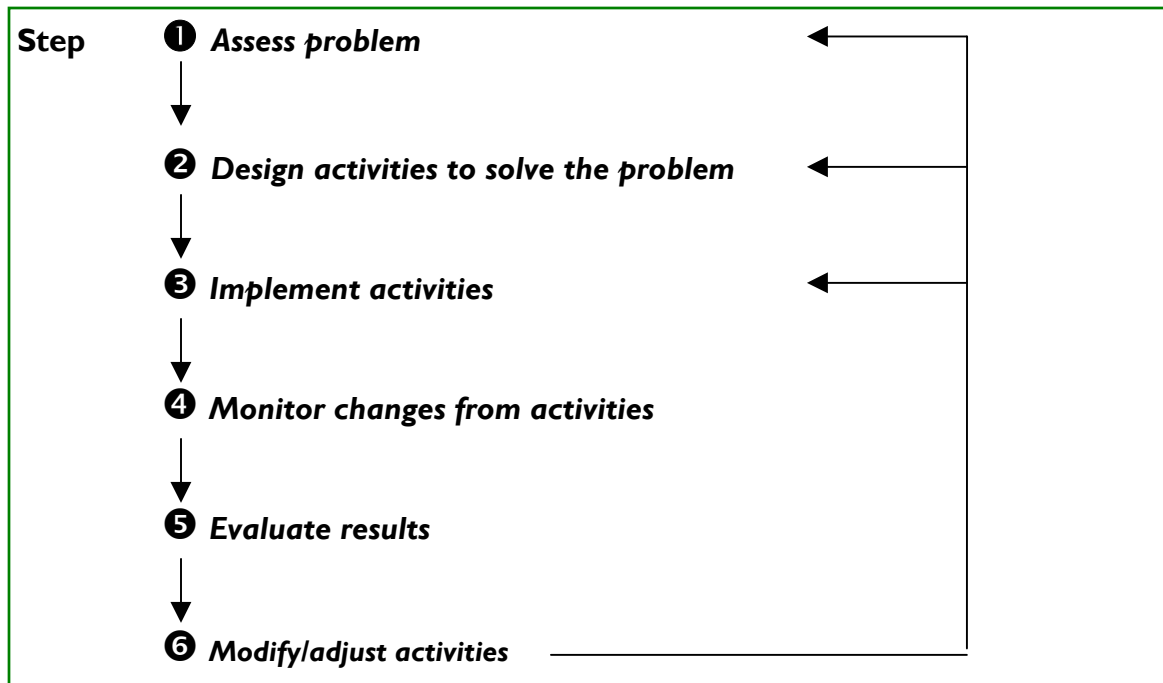 Step ❶ Assess problem
❷ Design activities to solve the problem
❸ Implement activities
❹ Monitor changes from activities
❺ Evaluate results
❻ Modify/adjust activities